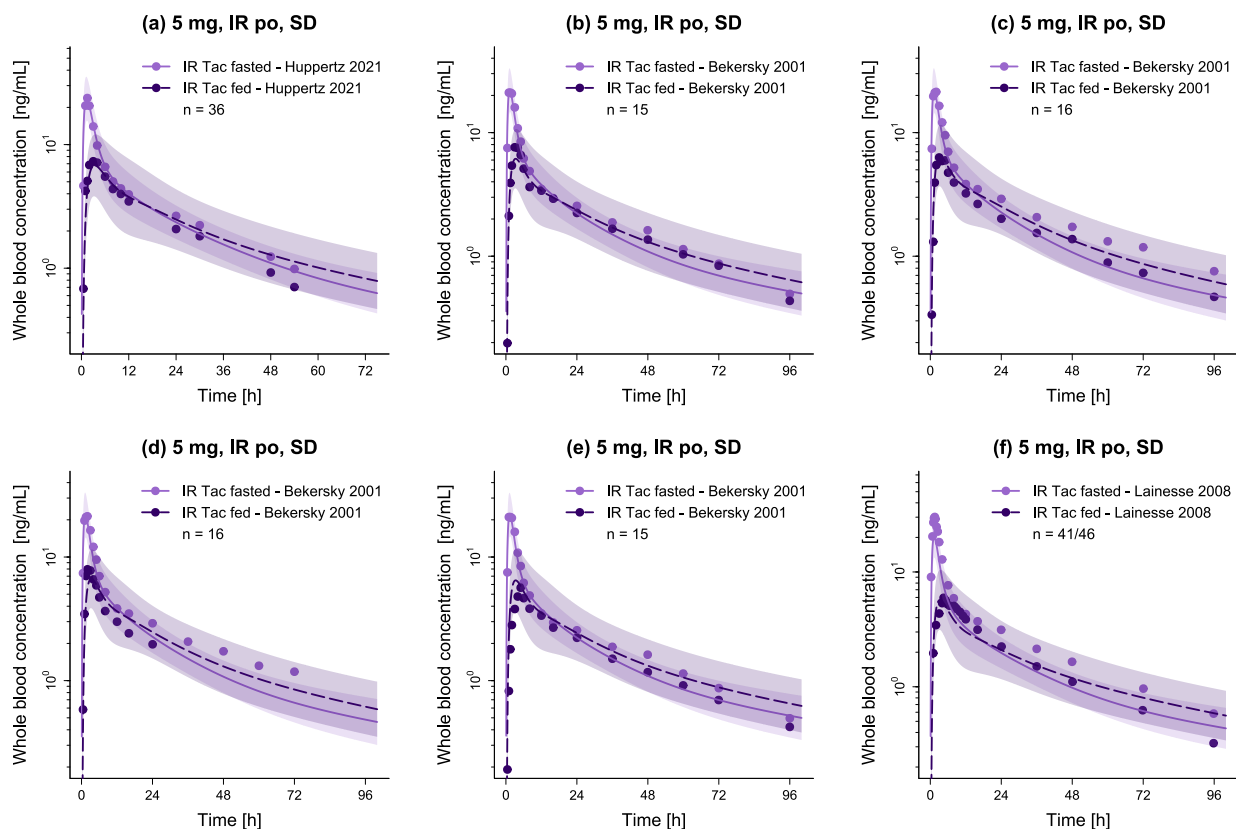 (a) 5 mg, IR po, SD
Whole blood concentration [ng/mL]
10^1
10^0
IR Tac fasted - Huppertz 2021
IR Tac fed - Huppertz 2021
n = 36
0 12 24 36 48 60 72
Time [h]
(b) 5 mg, IR po, SD
Whole blood concentration [ng/mL]
10^1
10^0
IR Tac fasted - Bekersky 2001
IR Tac fed - Bekersky 2001
n = 15
0 24 48 72 96
Time [h]
(c) 5 mg, IR po, SD
Whole blood concentration [ng/mL]
10^1
10^0
IR Tac fasted - Bekersky 2001
IR Tac fed - Bekersky 2001
n = 16
0 24 48 72 96
Time [h]
(d) 5 mg, IR po, SD
Whole blood concentration [ng/mL]
10^1
10^0
IR Tac fasted - Bekersky 2001
IR Tac fed - Bekersky 2001
n = 16
0 24 48 72 96
Time [h]
(e) 5 mg, IR po, SD
Whole blood concentration [ng/mL]
10^1
10^0
IR Tac fasted - Bekersky 2001
IR Tac fed - Bekersky 2001
n = 15
0 24 48 72 96
Time [h]
(f) 5 mg, IR po, SD
Whole blood concentration [ng/mL]
10^1
10^0
IR Tac fasted - Lainesse 2008
IR Tac fed - Lainesse 2008
n = 41/46
0 24 48 72 96
Time [h]